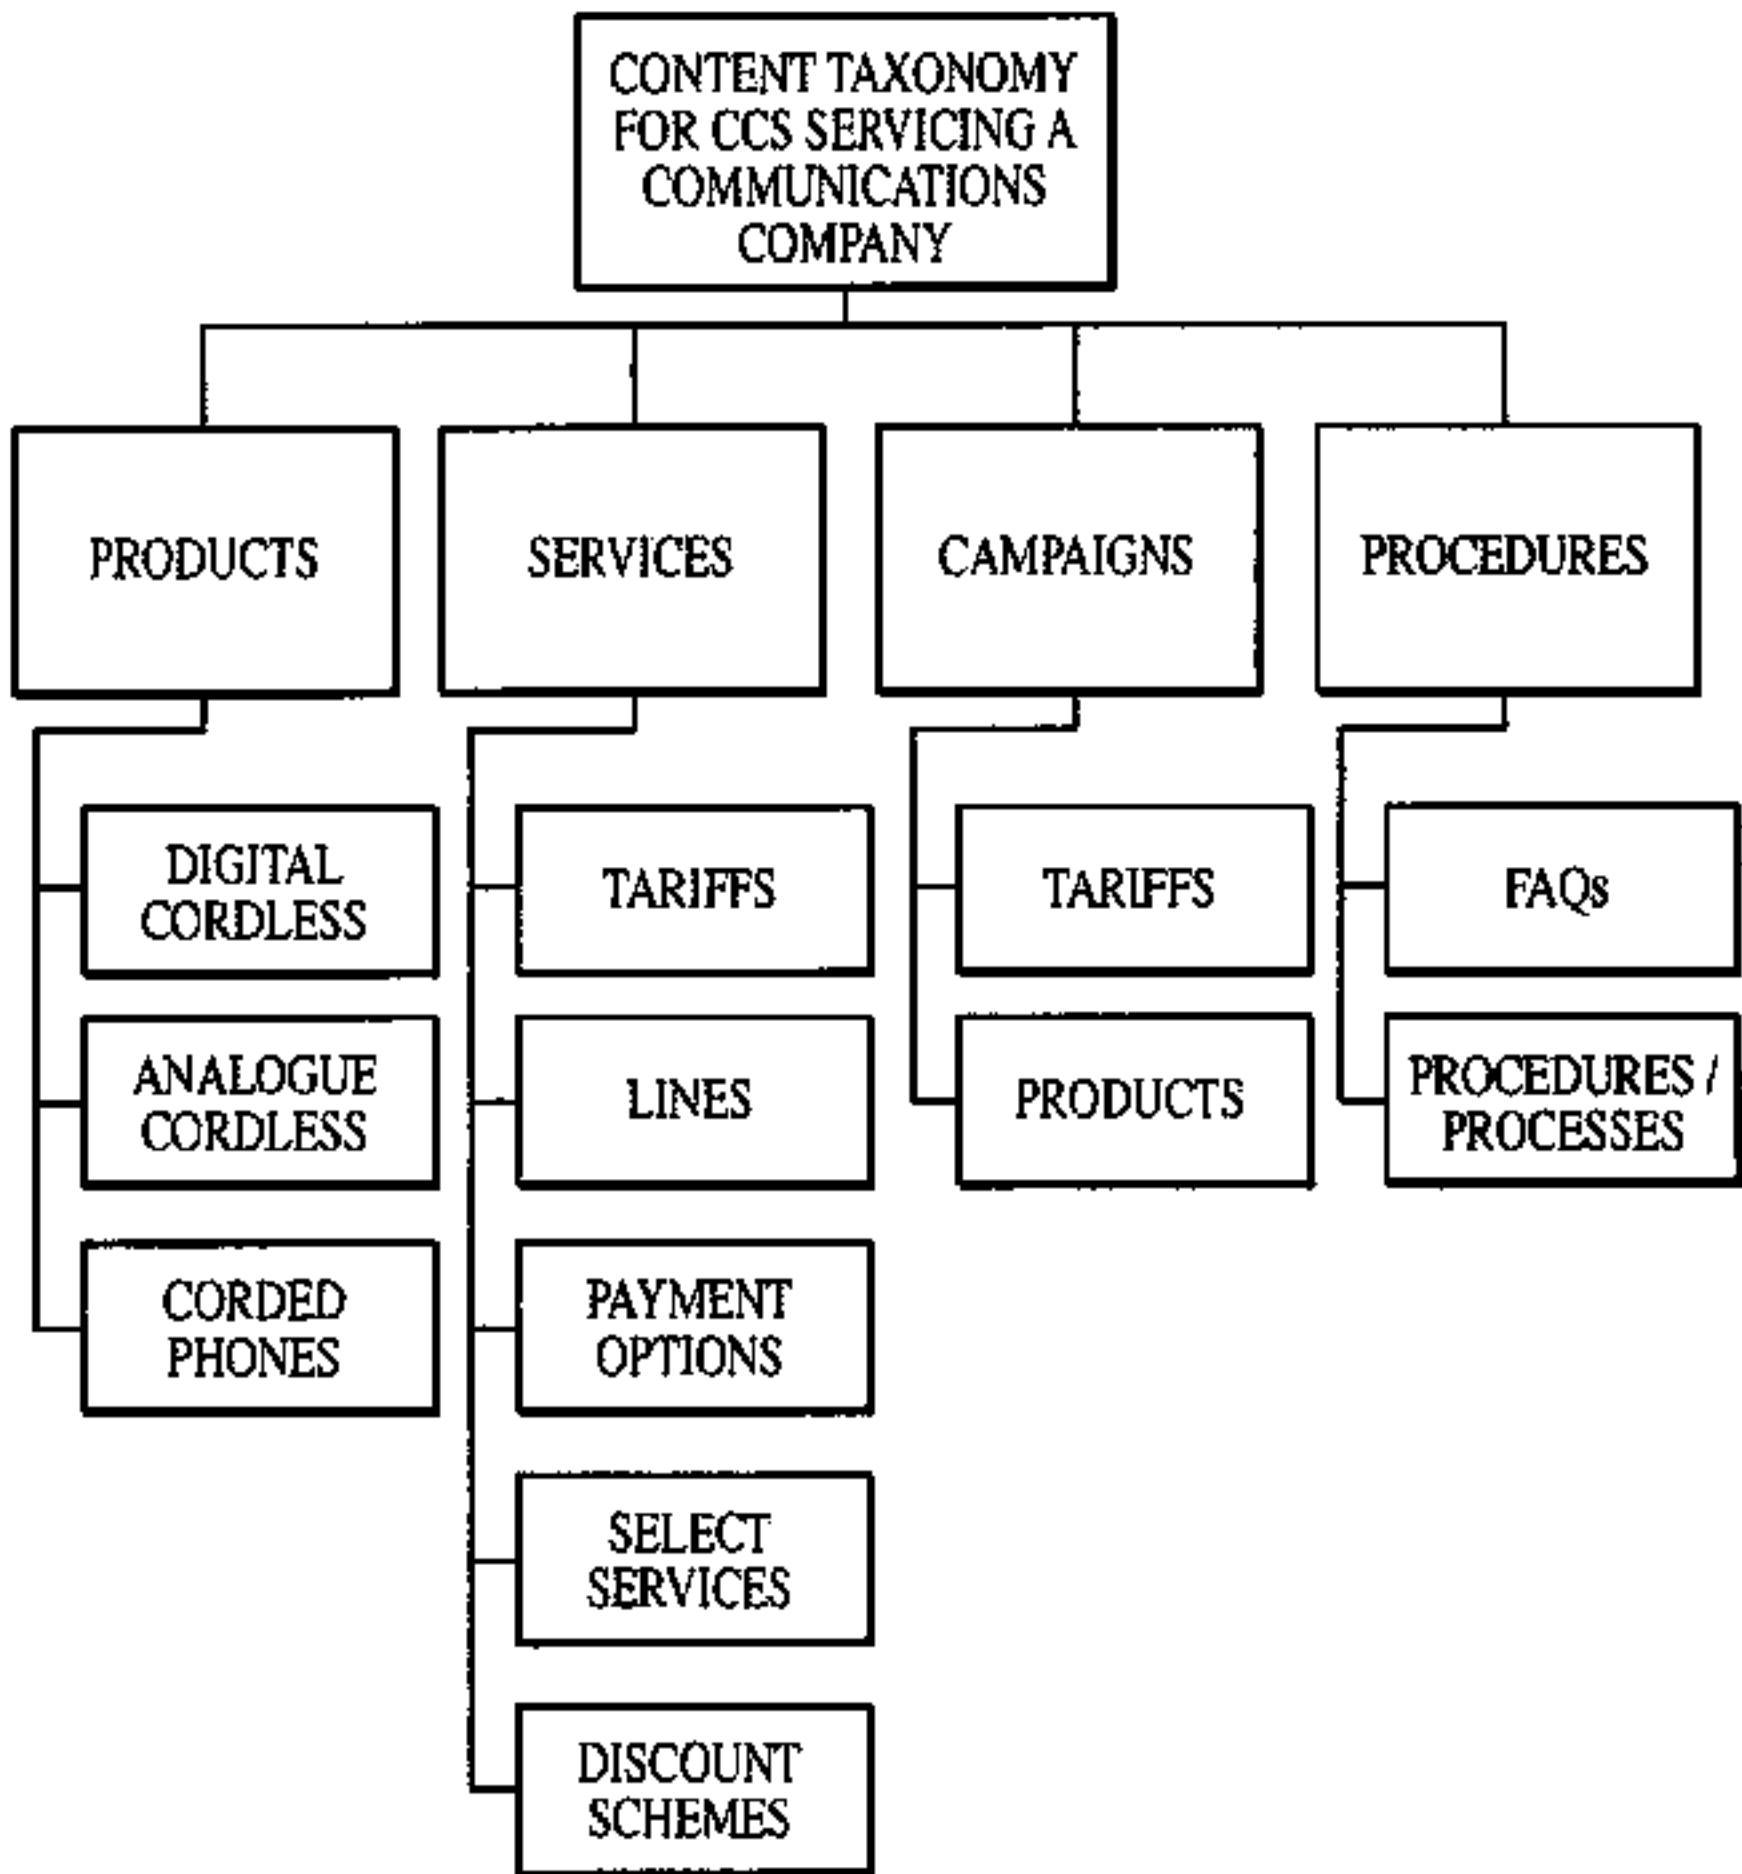 CONTENT TAXONOMY
FOR CCS SERVICING A
COMMUNICATIONS
COMPANY
PRODUCTS
SERVICES
CAMPAIGNS
PROCEDURES
DIGITAL
CORDLESS
ANALOGUE
CORDLESS
CORDED
PHONES
TARIFFS
LINES
PAYMENT
OPTIONS
SELECT
SERVICES
DISCOUNT
SCHEMES
TARIFFS
PRODUCTS
FAQs
PROCEDURES /
PROCESSES